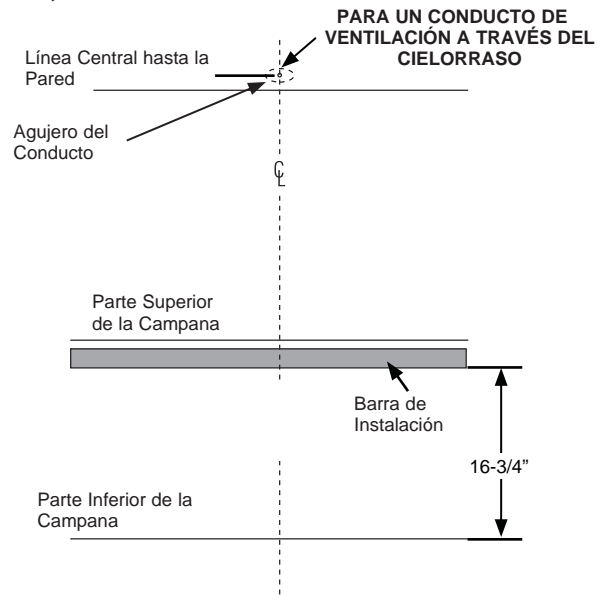 PARA UN CONDUCTO DE
VENTILACIÓN A TRAVÉS DEL
CIELORRASO
Línea Central hasta la
Pared
Agujero del
Conducto
℄
Parte Superior
de la Campana
Barra de
Instalación
16-3/4”
Parte Inferior de la
Campana